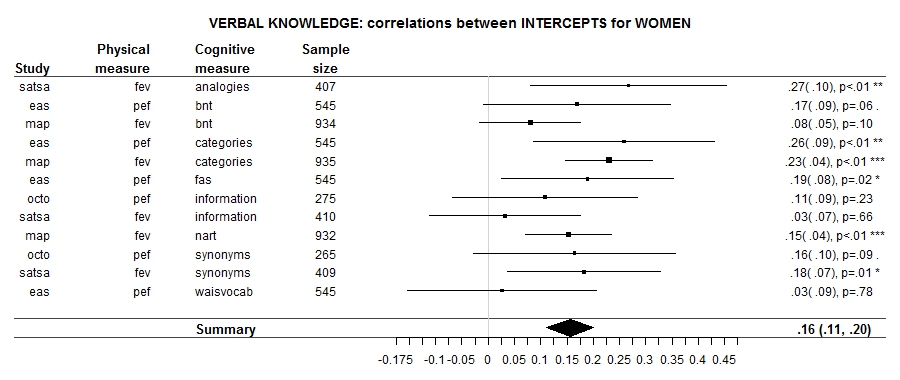 VERBAL KNOWLEDGE: correlations between INTERCEPTS for WOMEN
Physical Cognitive Sample
Study measure measure size
satsa fev analogies 407 .27( .10), p<.01 **
eas pef bnt 545 .17( .09), p=.06 .
map fev bnt 934 .08( .05), p=.10
eas pef categories 545 .26( .09), p<.01 **
map fev categories 935 .23( .04), p<.01 ***
eas pef fas 545 .19( .08), p=.02 *
octo pef information 275 .11( .09), p=.23
satsa fev information 410 .03( .07), p=.66
map fev nart 932 .15( .04), p<.01 ***
octo pef synonyms 265 .16( .10), p=.09 .
satsa fev synonyms 409 .18( .07), p=.01 *
eas pef waisvocab 545 .03( .09), p=.78
Summary .16 (.11, .20)
-0.175 -0.1 -0.05 0 0.05 0.1 0.15 0.2 0.25 0.3 0.35 0.4 0.45